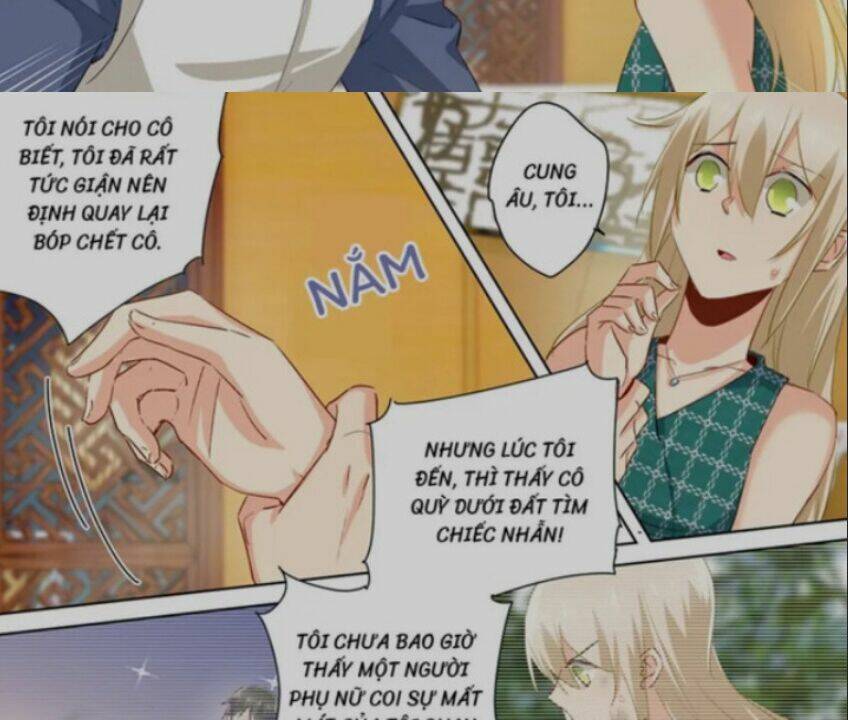 TÔI NÓI CHO CÔ
BIẾT, TÔI ĐÃ RẤT
TỨC GIẬN NÊN
ĐỊNH QUAY LẠI
BÓP CHẾT CÔ.
CUNG
ÂU, TÔI...
NẮM
NHƯNG LÚC TÔI
ĐẾN, THÌ THẤY CÔ
QUỲ DƯỚI ĐẤT TÌM
CHIẾC NHẪN!
TÔI CHƯA BAO GIỜ
THẤY MỘT NGƯỜI
PHỤ NỮ COI SỰ MẤT